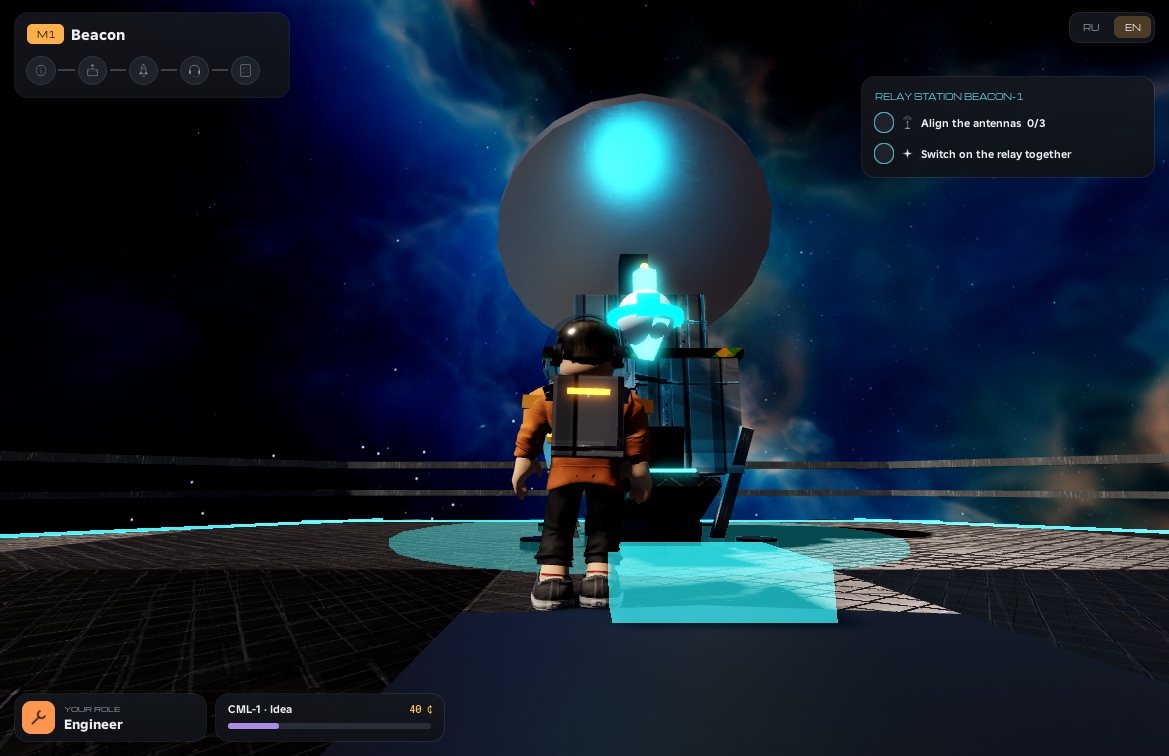 M1 Beacon
RU EN
RELAY STATION BEACON-1
Align the antennas 0/3
Switch on the relay together
YOUR ROLE
Engineer
CML-1 · Idea 40 ¢